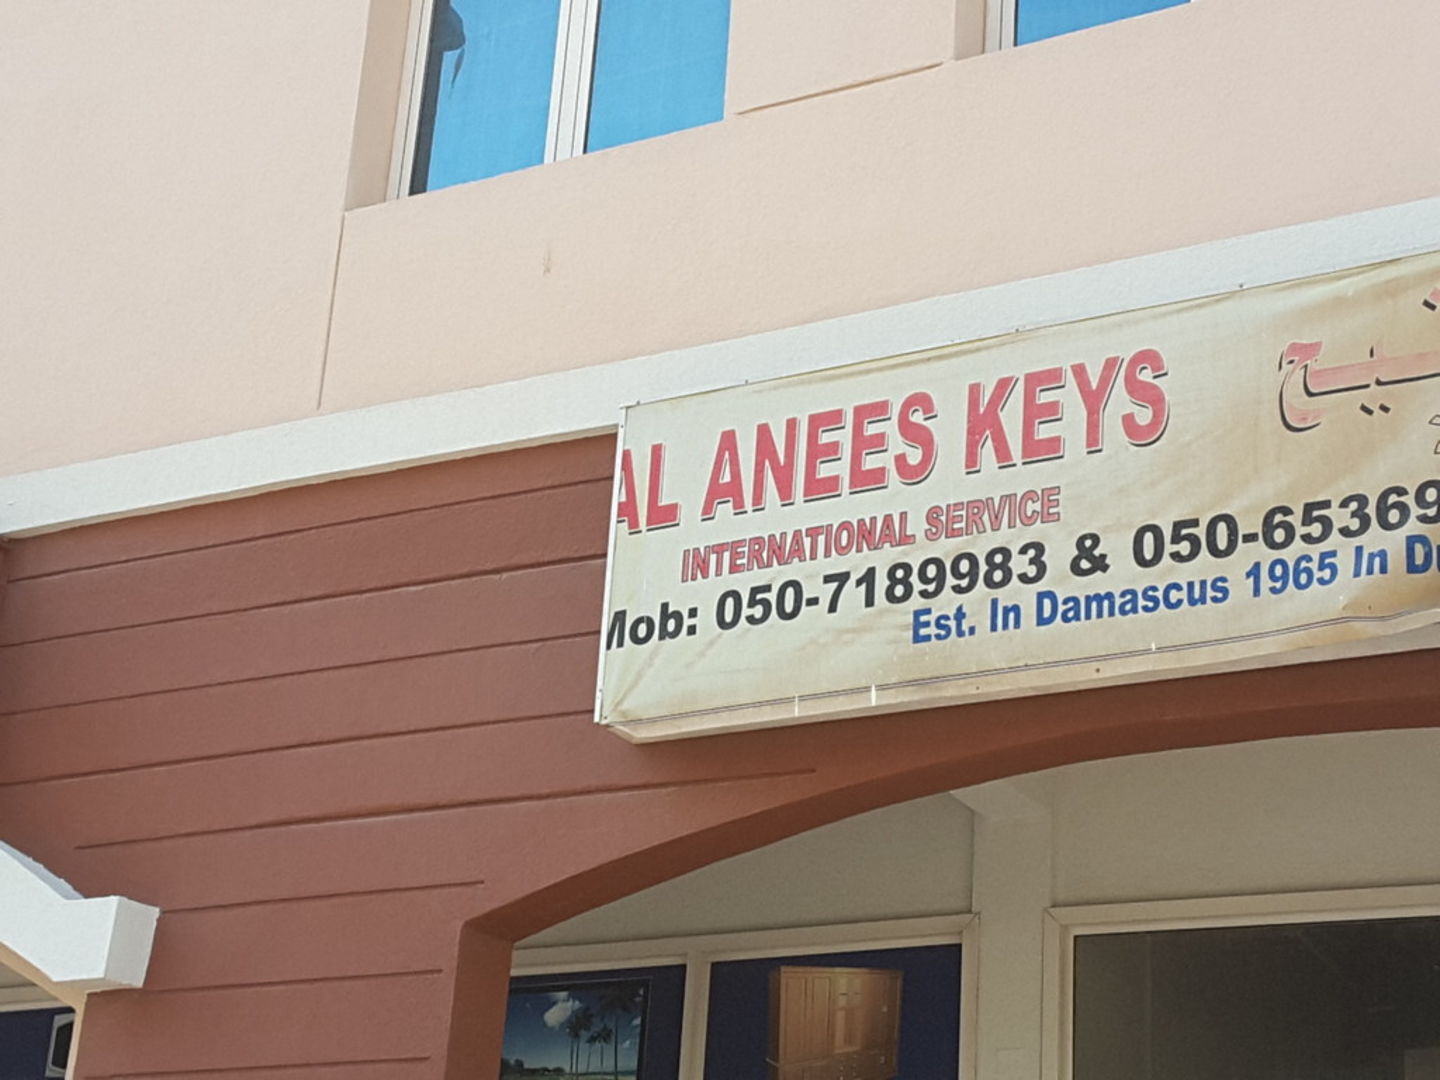 AL ANEES KEYS
INTERNATIONAL SERVICE
Mob: 050-7189983 & 050-65369
Est. In Damascus 1965 In Du